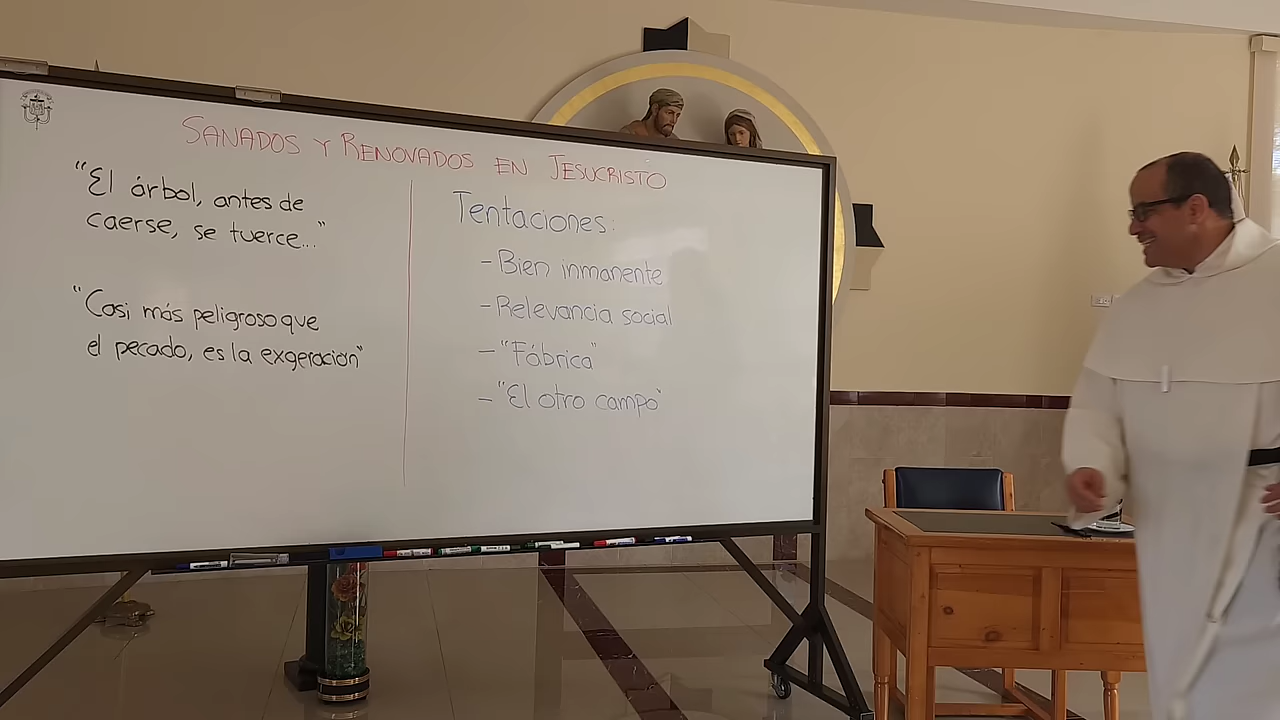 SANADOS Y RENOVADOS EN JESUCRISTO
"El árbol, antes de
caerse, se tuerce..."
"Casi más peligroso que
el pecado, es la exgeración"
Tentaciones:
- Bien inmanente
- Relevancia social
- "Fábrica"
- "El otro campo"